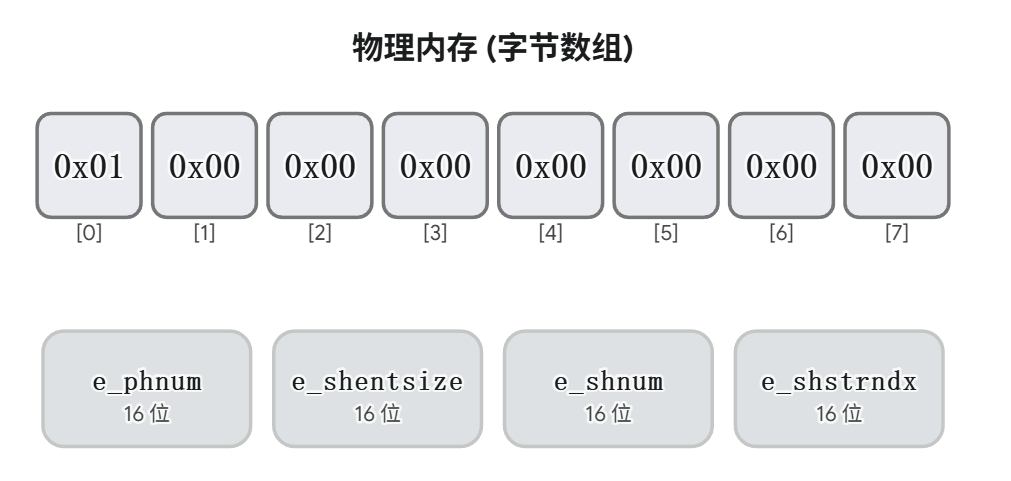 物理内存 (字节数组)
0x01 0x00 0x00 0x00 0x00 0x00 0x00 0x00
[0] [1] [2] [3] [4] [5] [6] [7]
e_phnum e_shentsize e_shnum e_shstrndx
16 位 16 位 16 位 16 位